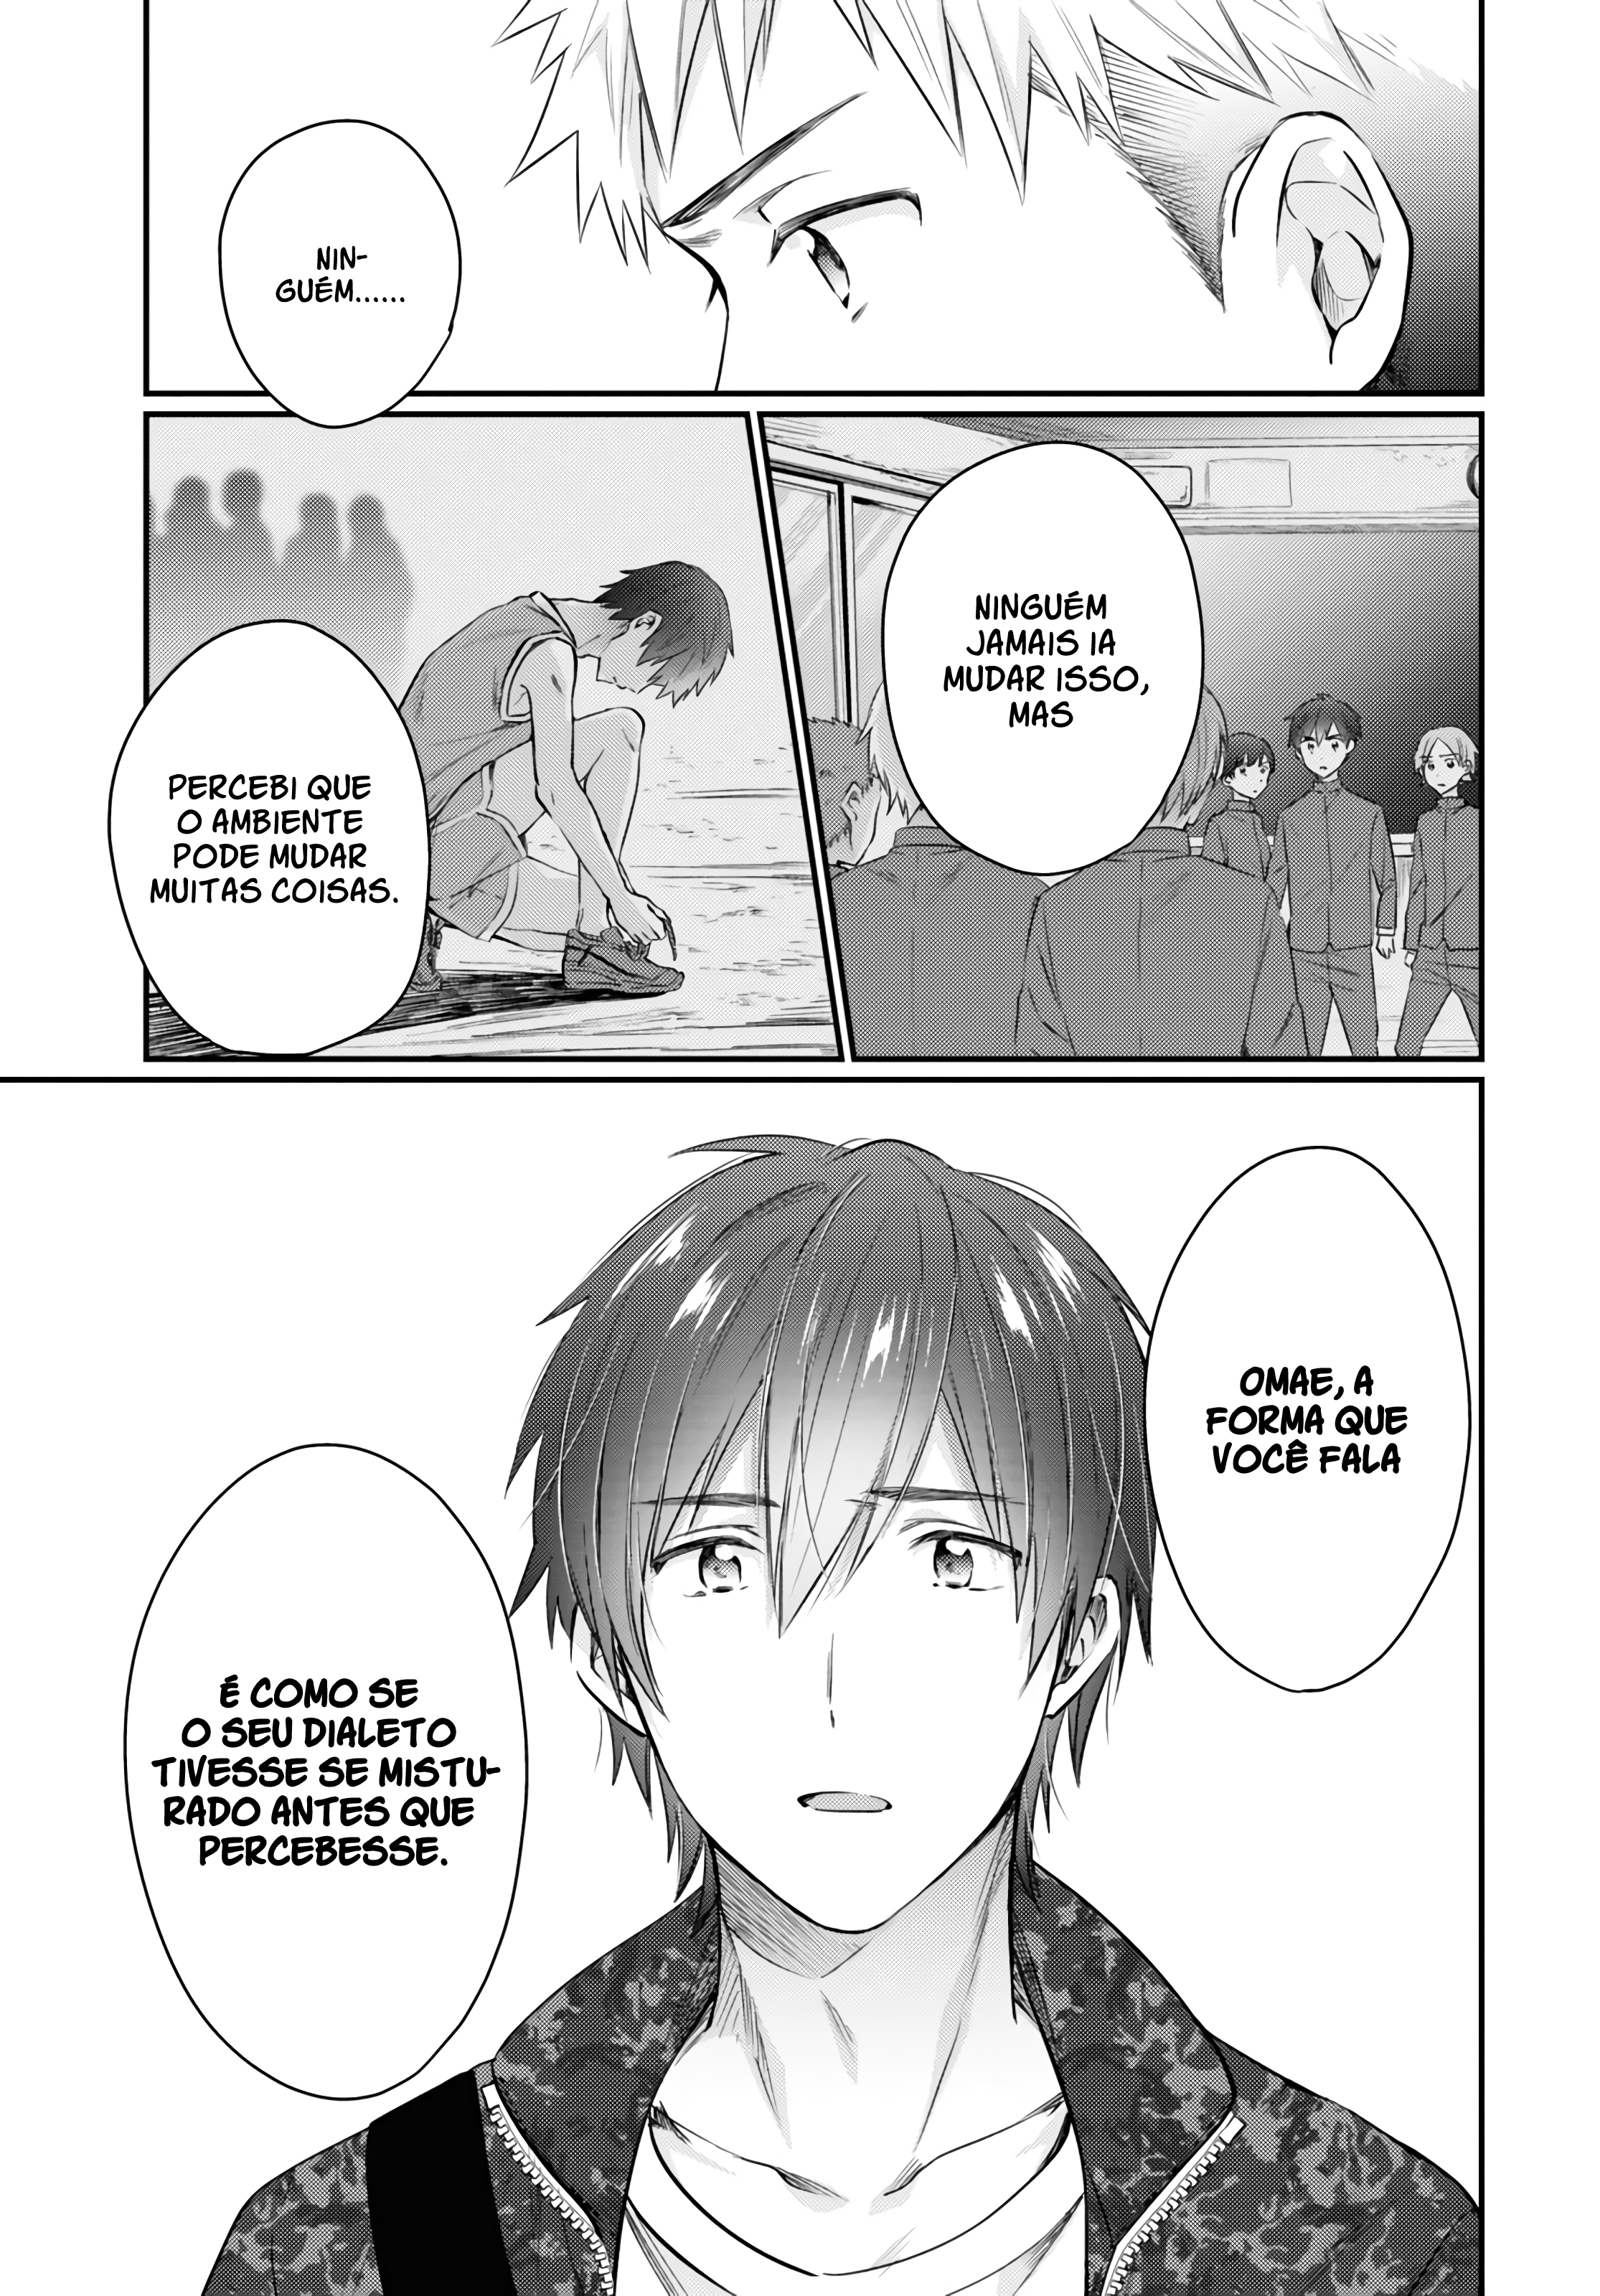 NIN-
GUÉM......
NINGUÉM
JAMAIS IA
MUDAR ISSO,
MAS
PERCEBI QUE
O AMBIENTE
PODE MUDAR
MUITAS COISAS.
OMAE, A
FORMA QUE
VOCÊ FALA
É COMO SE
O SEU DIALETO
TIVESSE SE MISTU-
RADO ANTES QUE
PERCEBESSE.